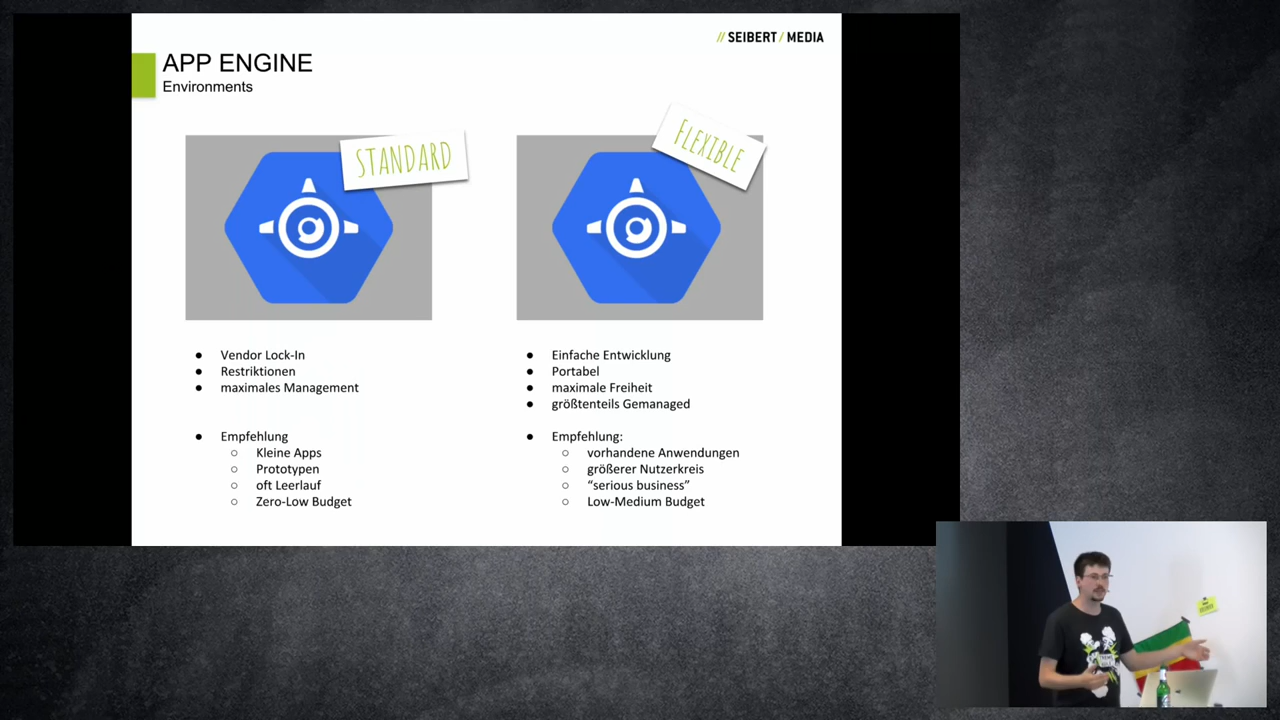 // SEIBERT / MEDIA
APP ENGINE
Environments
STANDARD
● Vendor Lock-In
● Restriktionen
● maximales Management
● Empfehlung
○ Kleine Apps
○ Prototypen
○ oft Leerlauf
○ Zero-Low Budget
FLEXIBLE
● Einfache Entwicklung
● Portabel
● maximale Freiheit
● größtenteils Gemanaged
● Empfehlung:
○ vorhandene Anwendungen
○ größerer Nutzerkreis
○ “serious business”
○ Low-Medium Budget